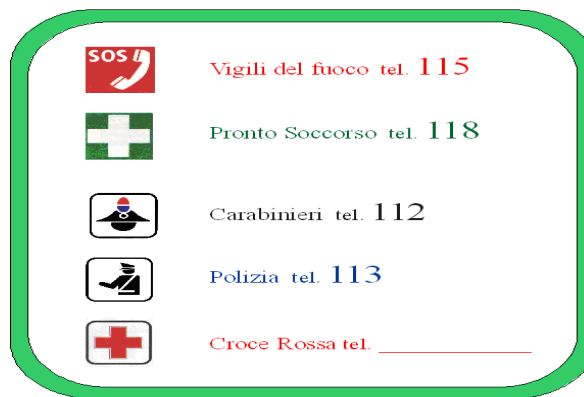 SOS
Vigili del fuoco tel. 115
Pronto Soccorso tel. 118
Carabinieri tel. 112
Polizia tel. 113
Croce Rossa tel. _______________